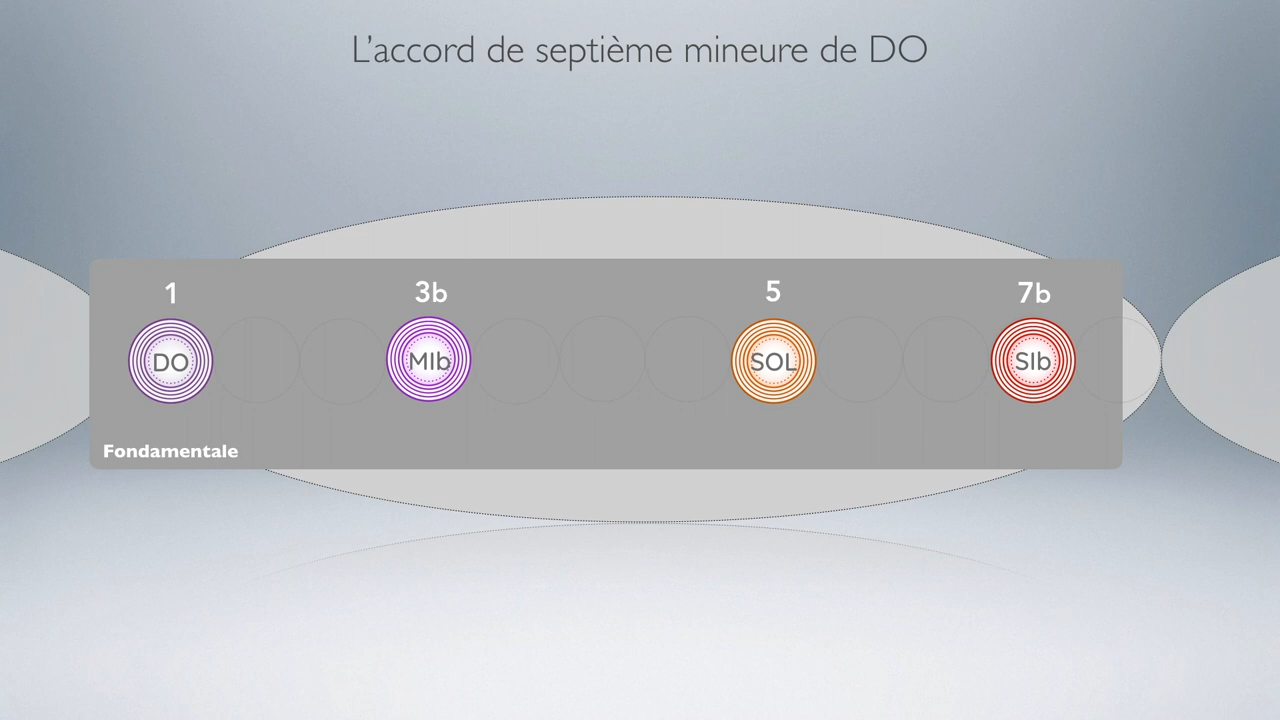 L’accord de septième mineure de DO
1 3b 5 7b
DO MIb SOL SIb
Fondamentale